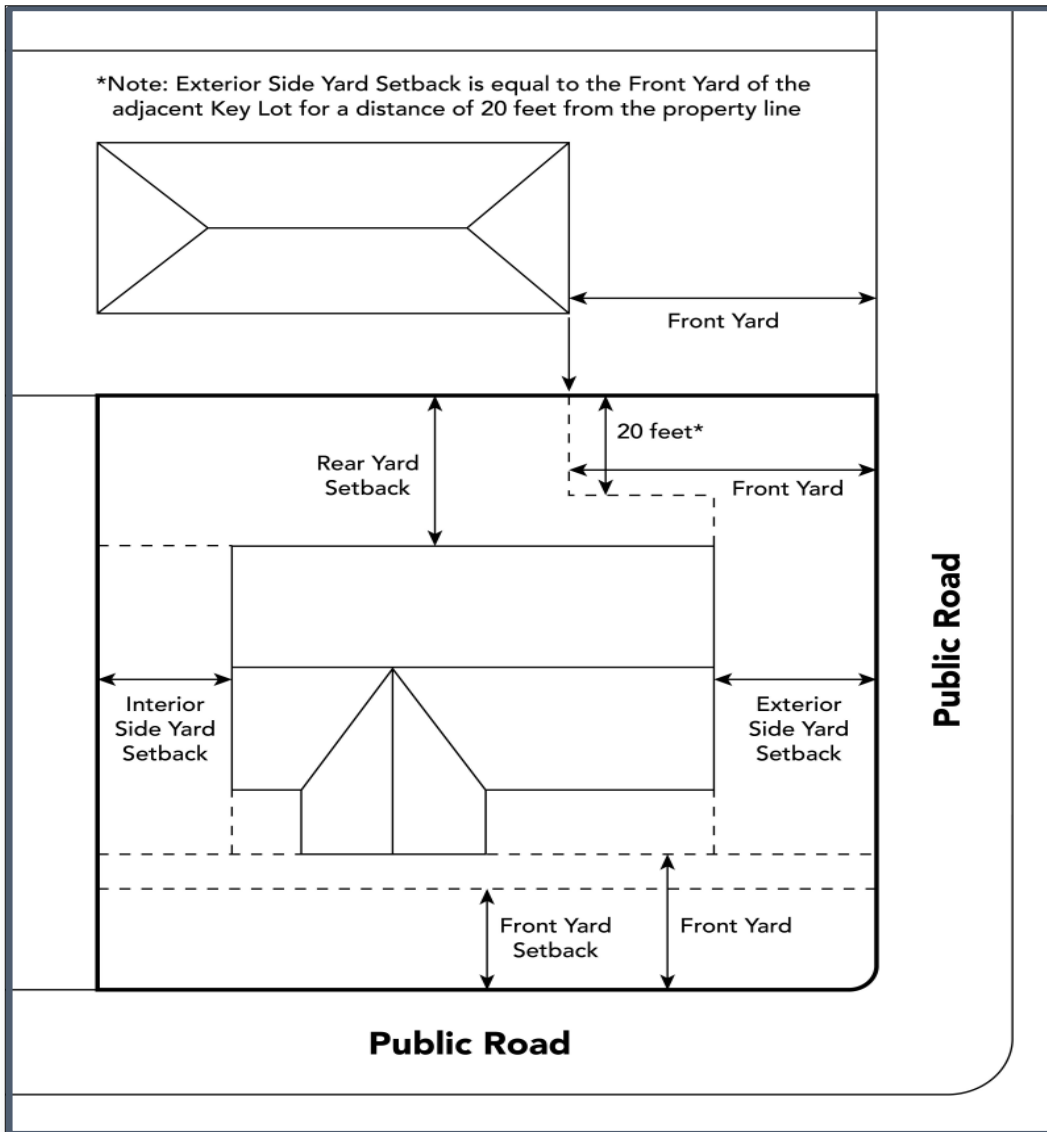 *Note: Exterior Side Yard Setback is equal to the Front Yard of the
adjacent Key Lot for a distance of 20 feet from the property line
Front Yard
20 feet*
Rear Yard
Setback
Front Yard
Public Road
Interior
Side Yard
Setback
Exterior
Side Yard
Setback
Front Yard
Setback
Front Yard
Public Road